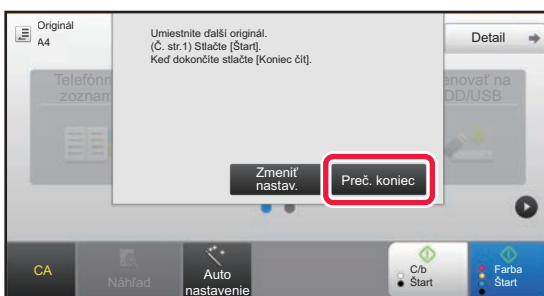 Originál
A4
Umiestnite ďalší originál.
(Č. str.1) Stlačte [Štart].
Keď dokončíte stlačte [Koniec čít].
Detail
Telefónn
zoznam
enovať na
DD/USB
Zmeniť
nastav.
Preč. koniec
CA
Náhľad
Auto
nastavenie
C/b
Štart
Farba
Štart